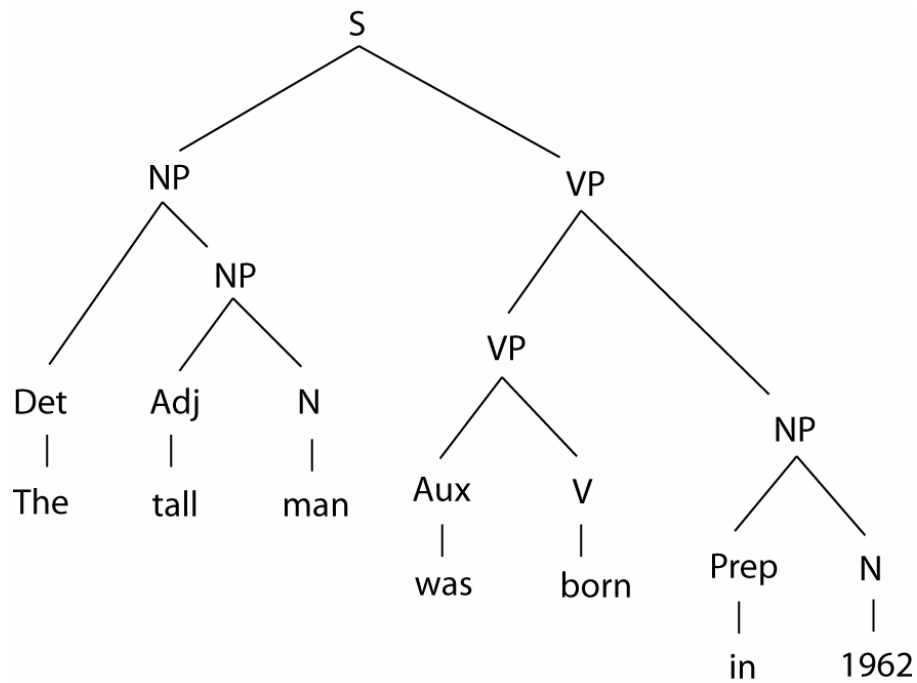 S
NP VP
NP
VP
Det Adj N
NP
Aux V
The tall man
Prep N
was born
in 1962